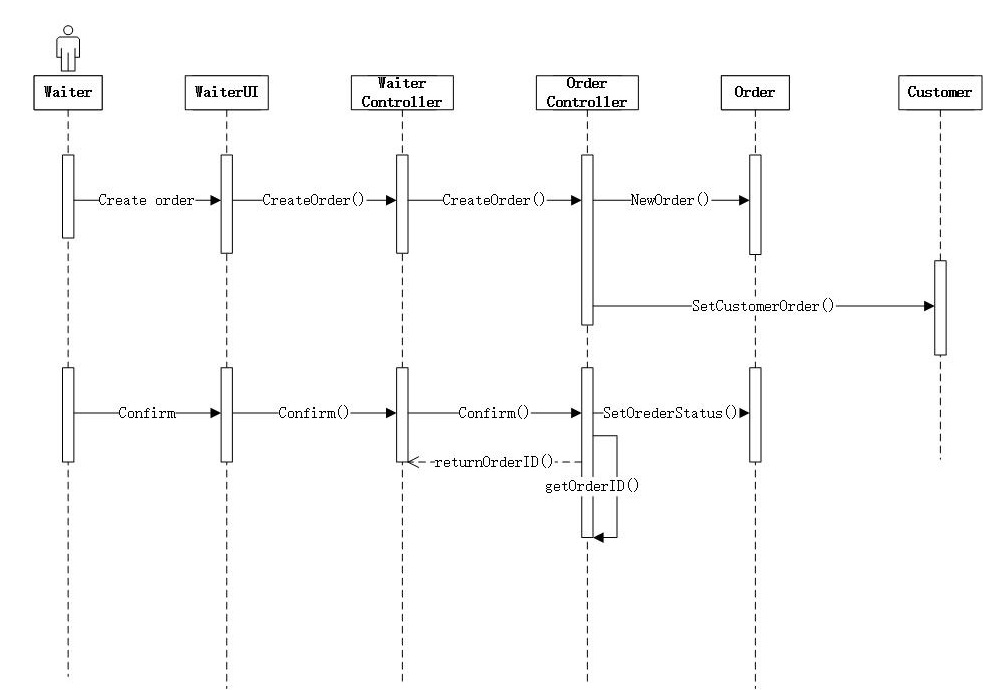 Waiter
WaiterUI
Waiter
Controller
Order
Controller
Order
Customer
Create order
CreateOrder()
CreateOrder()
NewOrder()
SetCustomerOrder()
Confirm
Confirm()
Confirm()
SetOrederStatus()
returnOrderID()
getOrderID()